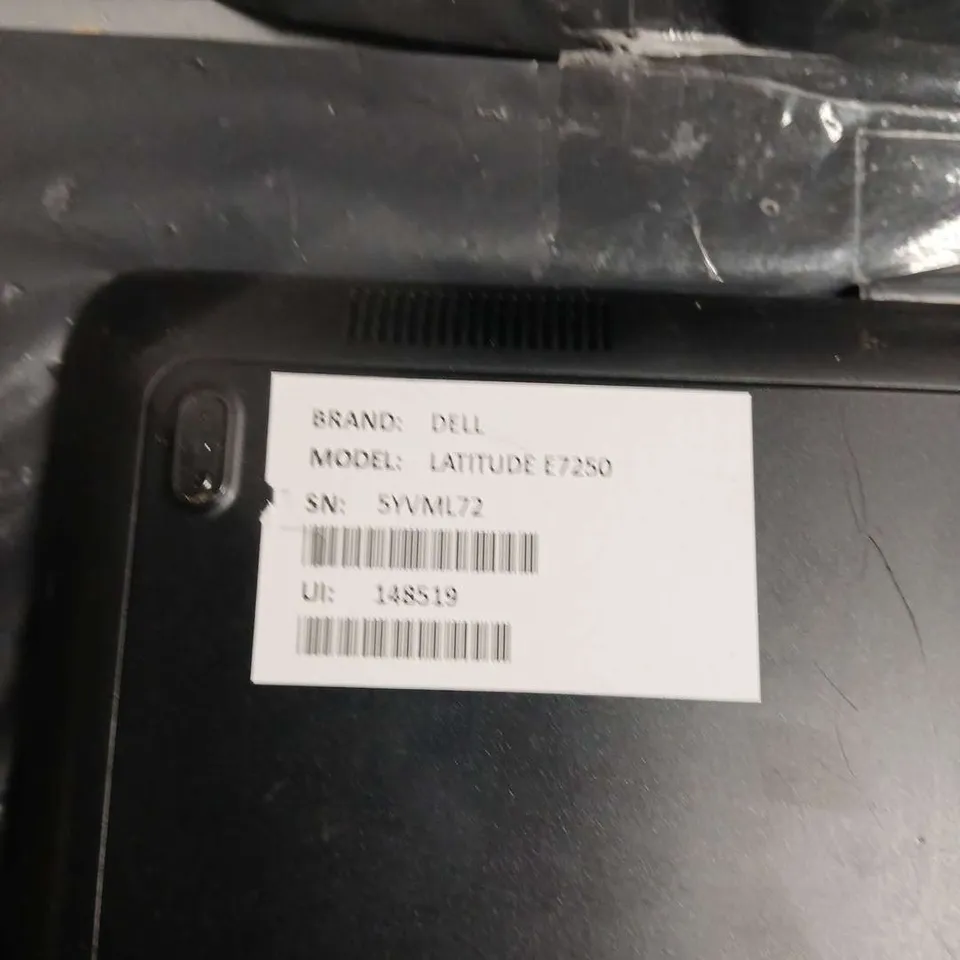 BRAND: DELL
MODEL: LATITUDE E7250
SN: 5YVML72
UI: 148519